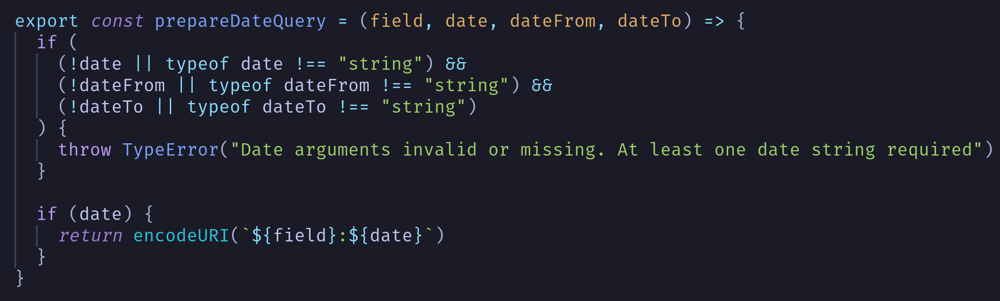 export const prepareDateQuery = (field, date, dateFrom, dateTo) => {
  if (
    (!date || typeof date !== "string") &&
    (!dateFrom || typeof dateFrom !== "string") &&
    (!dateTo || typeof dateTo !== "string")
  ) {
    throw TypeError("Date arguments invalid or missing. At least one date string required")
  }

  if (date) {
    return encodeURI(`${field}:${date}`)
  }
}